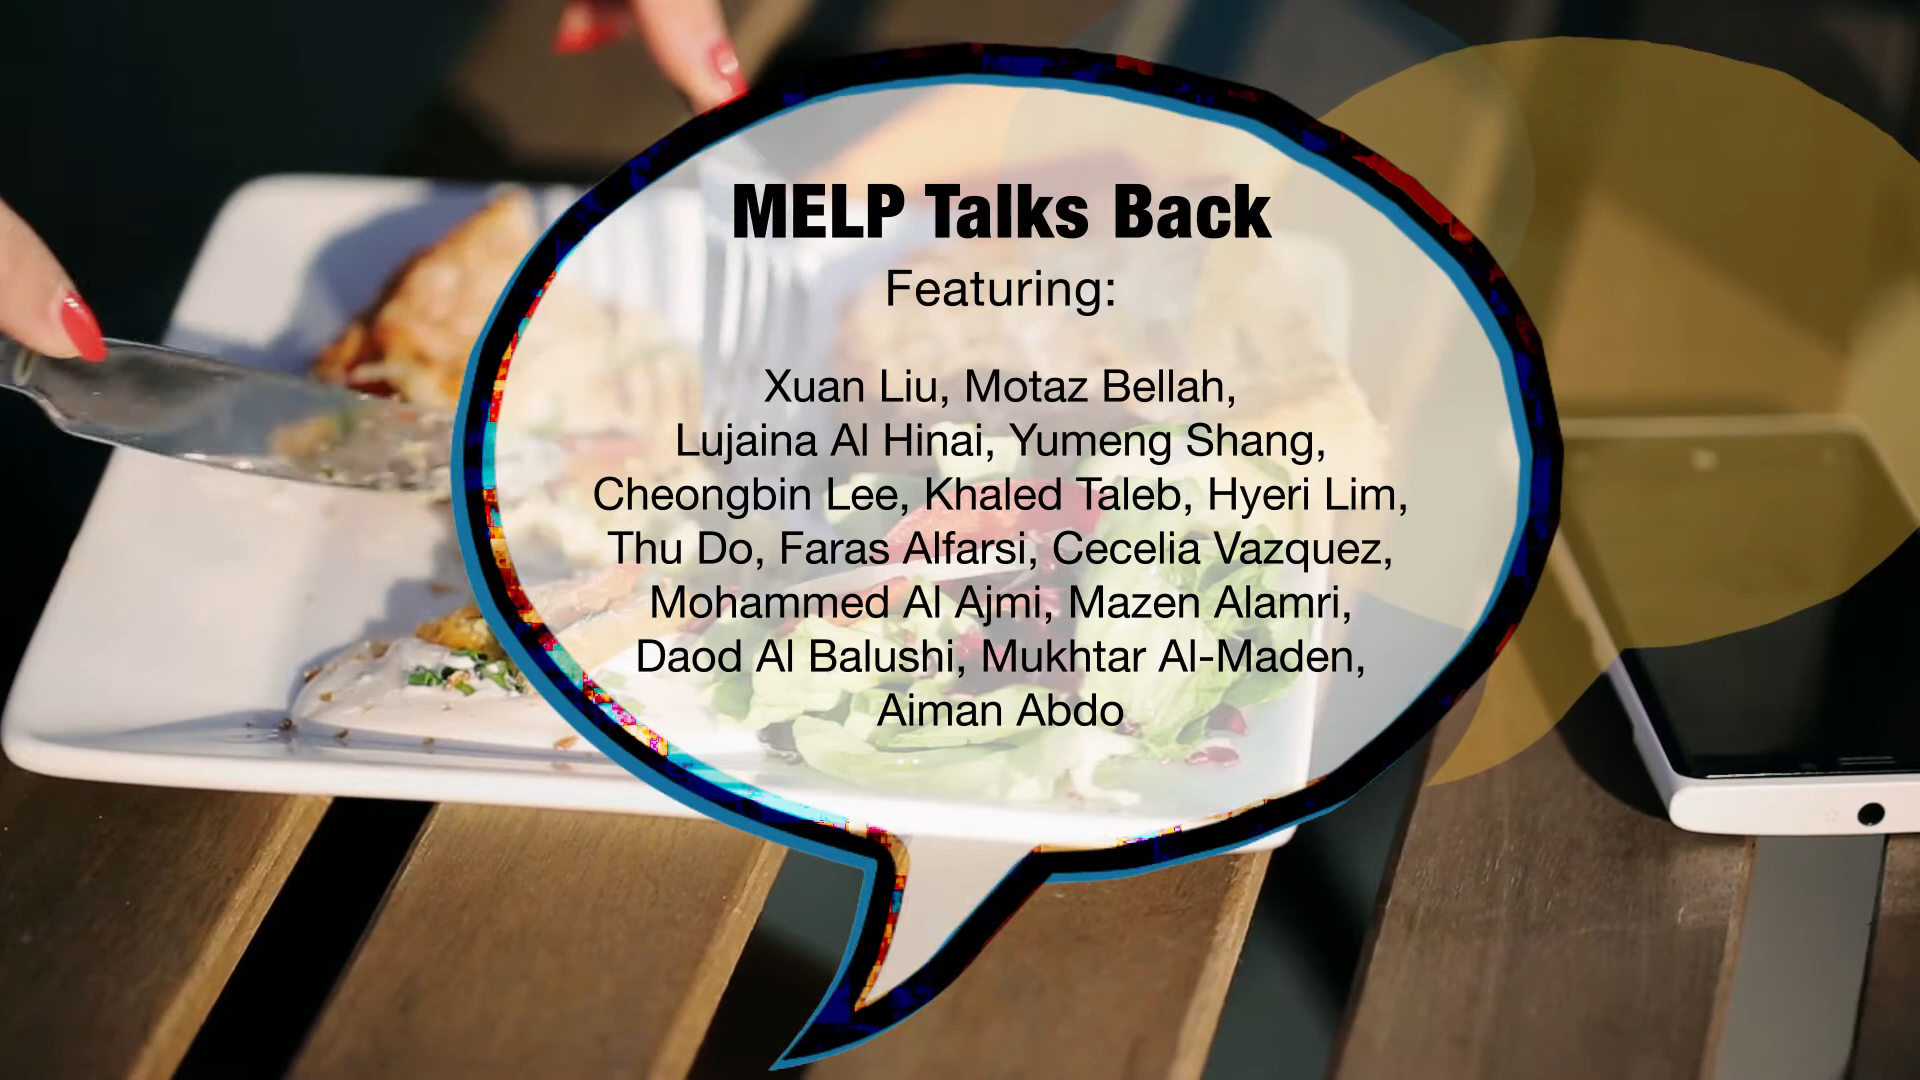 MELP Talks Back
Featuring:
Xuan Liu, Motaz Bellah,
Lujaina Al Hinai, Yumeng Shang,
Cheongbin Lee, Khaled Taleb, Hyeri Lim,
Thu Do, Faras Alfarsi, Cecelia Vazquez,
Mohammed Al Ajmi, Mazen Alamri,
Daod Al Balushi, Mukhtar Al-Maden,
Aiman Abdo